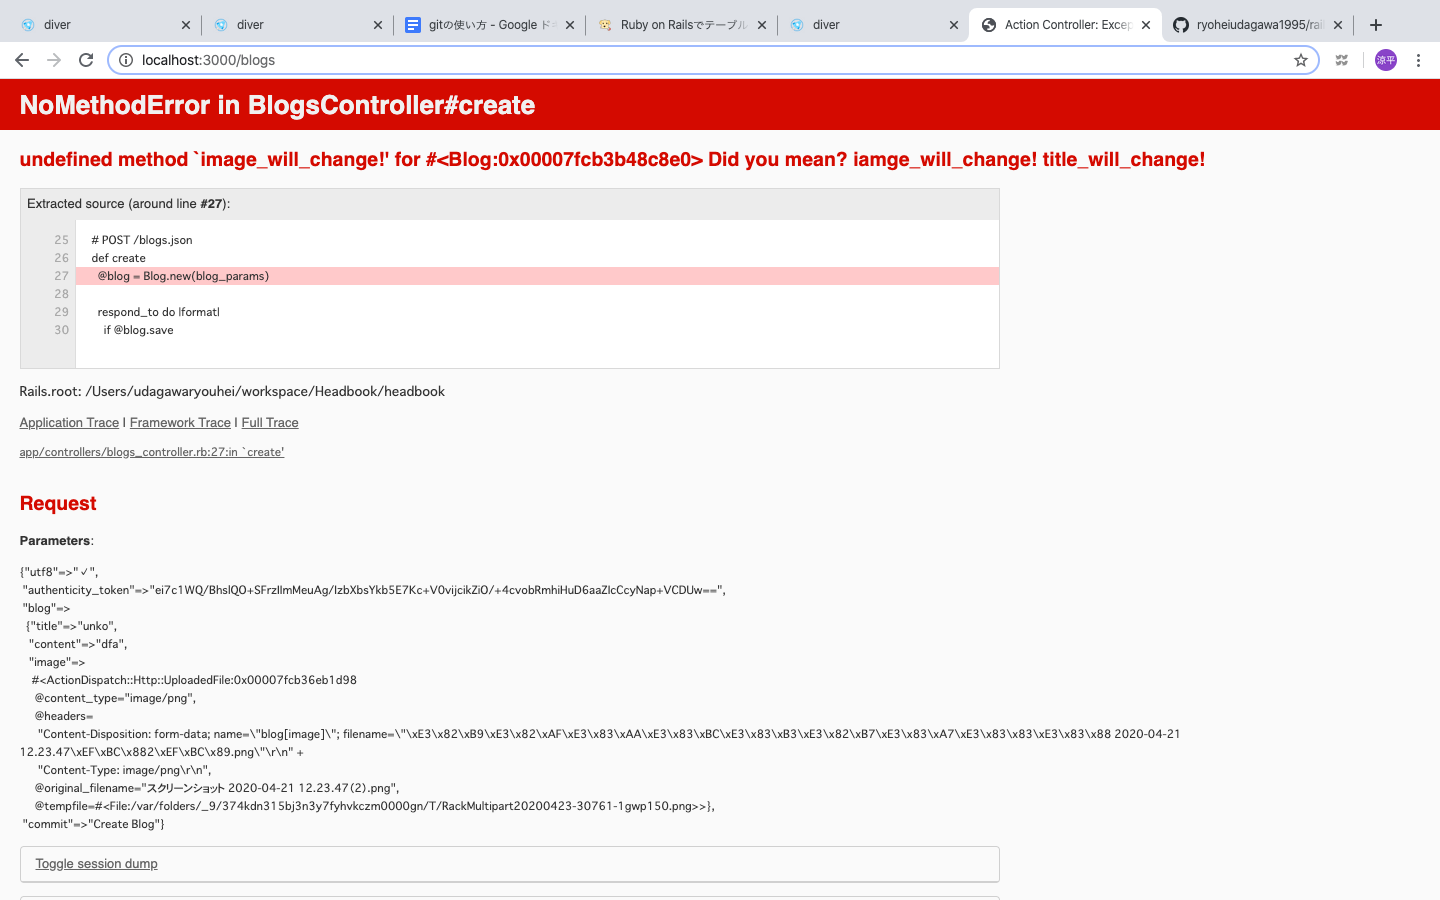 diver
diver
gitの使い方 - Google ド
Ruby on Railsでテーブル
diver
Action Controller: Excep
ryoheiudagawa1995/rail
localhost:3000/blogs
涼平
NoMethodError in BlogsController#create
undefined method `image_will_change!' for #<Blog:0x00007fcb3b48c8e0> Did you mean? iamge_will_change! title_will_change!
Extracted source (around line #27):
25 # POST /blogs.json
26 def create
27 @blog = Blog.new(blog_params)
28
29 respond_to do |format|
30 if @blog.save
Rails.root: /Users/udagawaryouhei/workspace/Headbook/headbook
Application Trace | Framework Trace | Full Trace
app/controllers/blogs_controller.rb:27:in `create'
Request
Parameters:
{"utf8"=>"✓",
"authenticity_token"=>"ei7c1WQ/BhslQO+SFrzIlmMeuAg/IzbXbsYkb5E7Kc+V0vijcikZiO/+4cvobRmhiHuD6aaZlcCcyNap+VCDUw==",
"blog"=>
{"title"=>"unko",
"content"=>"dfa",
"image"=>
#<ActionDispatch::Http::UploadedFile:0x00007fcb36eb1d98
@content_type="image/png",
@headers=
"Content-Disposition: form-data; name=\"blog[image]\"; filename=\"\xE3\x82\xB9\xE3\x82\xAF\xE3\x83\xAA\xE3\x83\xBC\xE3\x83\xB3\xE3\x82\xB7\xE3\x83\xA7\xE3\x83\x83\xE3\x83\x88 2020-04-21
12.23.47\xEF\xBC\x882\xEF\xBC\x89.png\"\r\n" +
"Content-Type: image/png\r\n",
@original_filename="スクリーンショット 2020-04-21 12.23.47（2）.png",
@tempfile=#<File:/var/folders/_9/374kdn315bj3n3y7fyhvkczm0000gn/T/RackMultipart20200423-30761-1gwp150.png>>},
"commit"=>"Create Blog"}
Toggle session dump